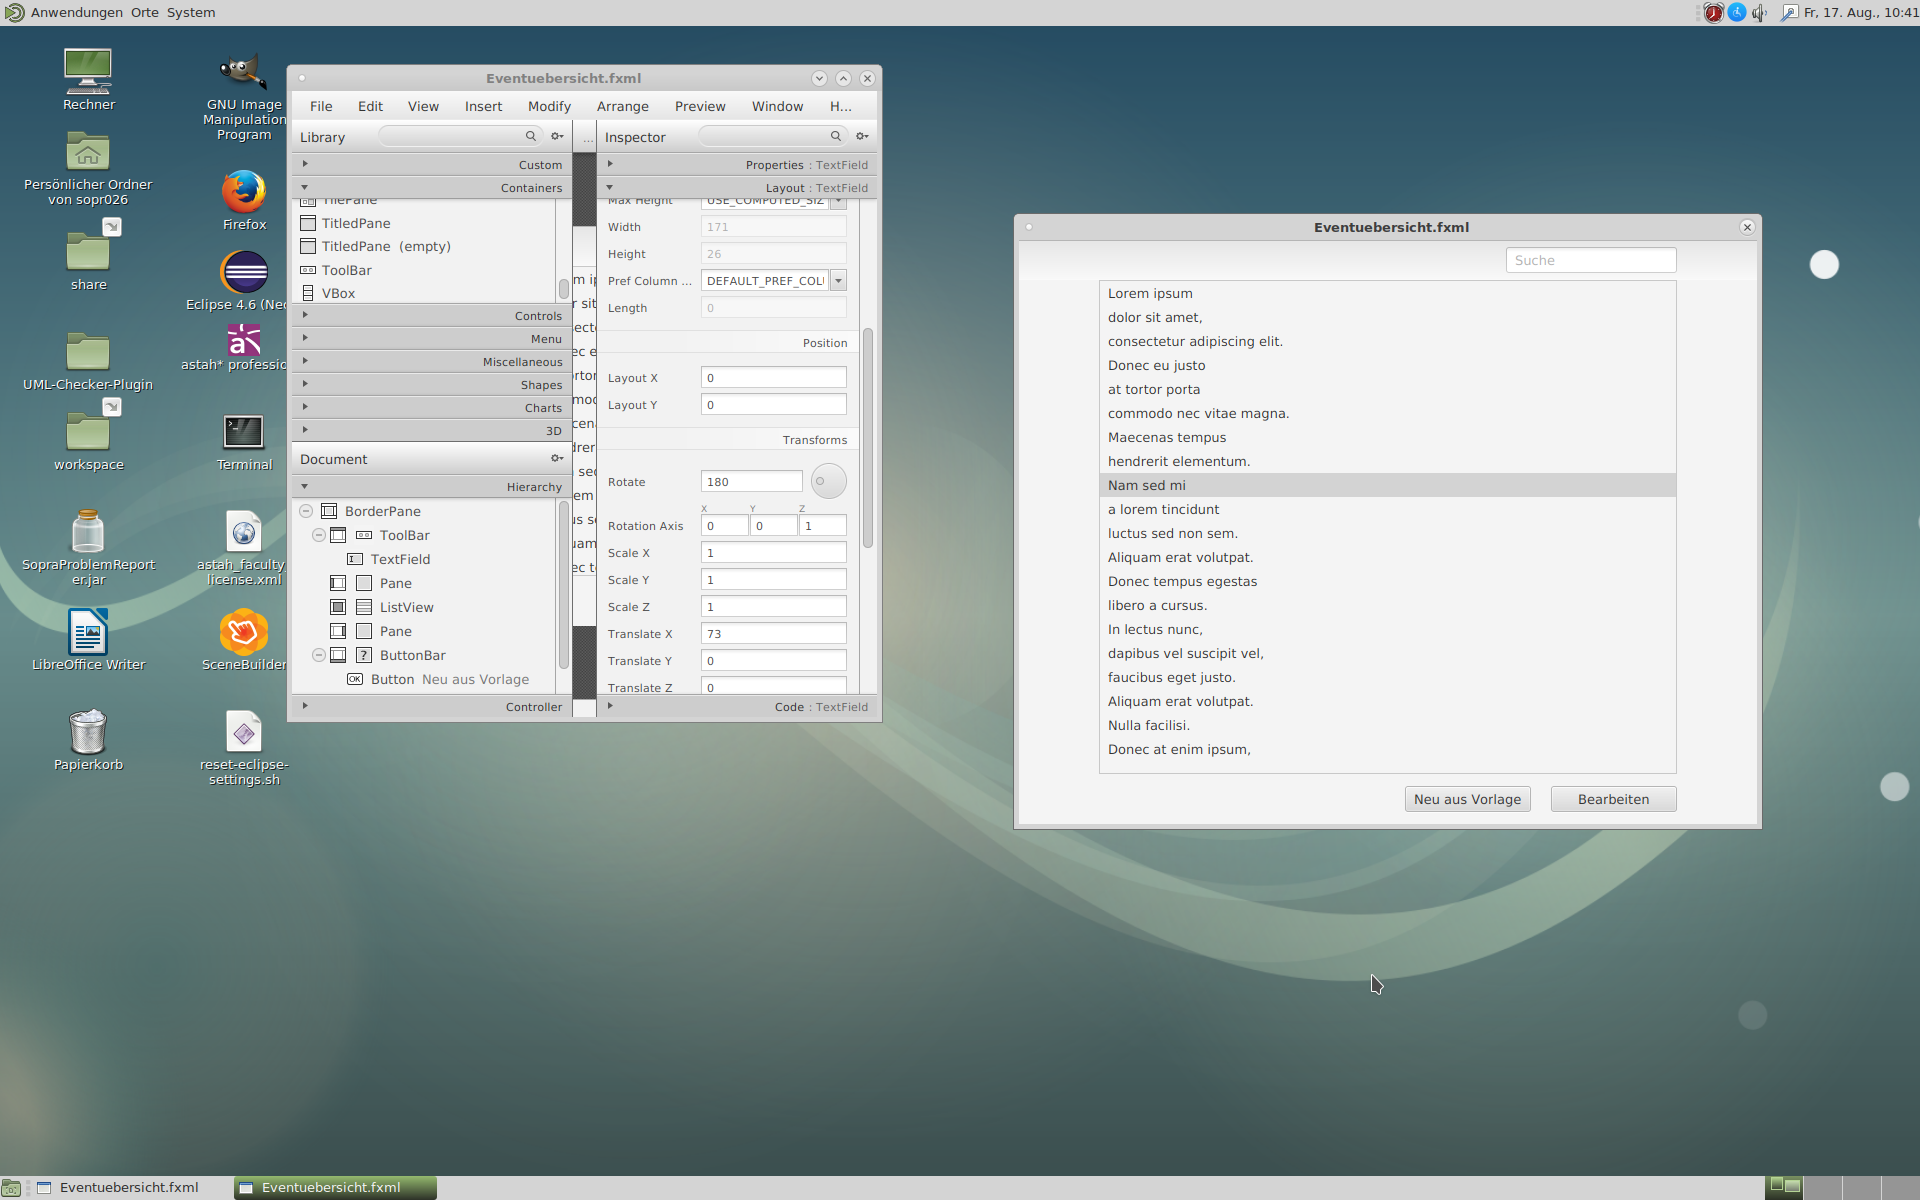 Anwendungen Orte System
Fr, 17. Aug., 10:41
Rechner
Persönlicher Ordner
von sopr026
share
UML-Checker-Plugin
workspace
SopraProblemReport
er.jar
LibreOffice Writer
Papierkorb
GNU Image
Manipulation
Program
Firefox
Eclipse 4.6 (Neo
astah* professio
Terminal
astah_faculty_
license.xml
SceneBuilder
reset-eclipse-
settings.sh
Eventuebersicht.fxml
File Edit View Insert Modify Arrange Preview Window H...
Library
Custom
Containers
TilePane
TitledPane
TitledPane (empty)
ToolBar
VBox
Controls
Menu
Miscellaneous
Shapes
Charts
3D
Document
Hierarchy
BorderPane
ToolBar
TextField
Pane
ListView
Pane
ButtonBar
Button Neu aus Vorlage
Controller
...
Inspector
Properties : TextField
Layout : TextField
Max Height USE_COMPUTED_SIZ
Width 171
Height 26
Pref Column ... DEFAULT_PREF_COLU
Length 0
Position
Layout X 0
Layout Y 0
Transforms
Rotate 180
X Y Z
Rotation Axis 0 0 1
Scale X 1
Scale Y 1
Scale Z 1
Translate X 73
Translate Y 0
Translate Z 0
Code : TextField
Eventuebersicht.fxml
Suche
Lorem ipsum
dolor sit amet,
consectetur adipiscing elit.
Donec eu justo
at tortor porta
commodo nec vitae magna.
Maecenas tempus
hendrerit elementum.
Nam sed mi
a lorem tincidunt
luctus sed non sem.
Aliquam erat volutpat.
Donec tempus egestas
libero a cursus.
In lectus nunc,
dapibus vel suscipit vel,
faucibus eget justo.
Aliquam erat volutpat.
Nulla facilisi.
Donec at enim ipsum,
Neu aus Vorlage Bearbeiten
Eventuebersicht.fxml Eventuebersicht.fxml